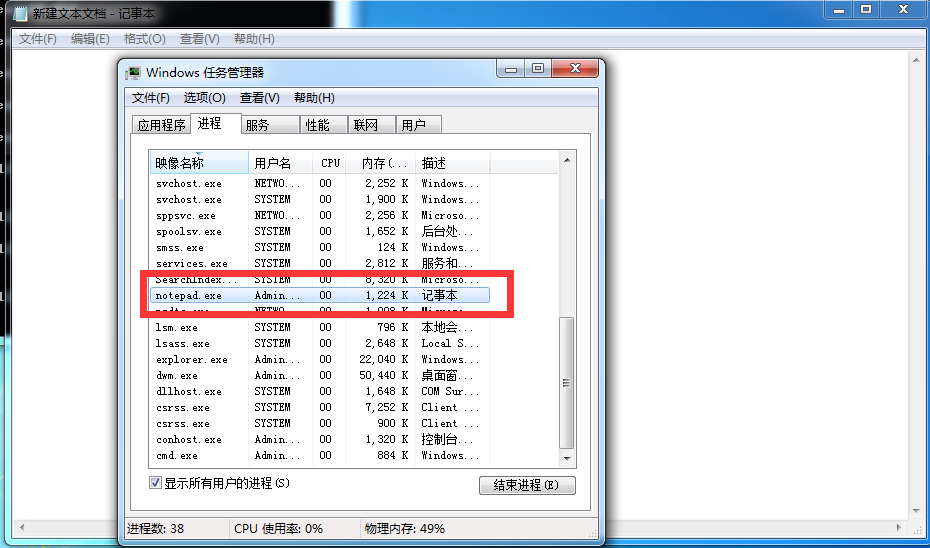 新建文本文档 - 记事本
文件(F) 编辑(E) 格式(O) 查看(V) 帮助(H)
Windows 任务管理器
文件(F) 选项(O) 查看(V) 帮助(H)
应用程序 进程 服务 性能 联网 用户
映像名称 用户名 CPU 内存(... 描述
svchost.exe NETWO... 00 2,252 K Windows...
svchost.exe SYSTEM 00 1,900 K Windows...
sppsvc.exe NETWO... 00 2,256 K Microso...
spoolsv.exe SYSTEM 00 1,652 K 后台处...
smss.exe SYSTEM 00 124 K Windows...
services.exe SYSTEM 00 2,812 K 服务和...
SearchIndex... SYSTEM 00 8,320 K Microso...
notepad.exe Admin... 00 1,224 K 记事本
NETWO... 00 1,908 K Microso...
lsm.exe SYSTEM 00 796 K 本地会...
lsass.exe SYSTEM 00 2,648 K Local S...
explorer.exe Admin... 00 22,040 K Windows...
dwm.exe Admin... 00 50,440 K 桌面窗...
dllhost.exe SYSTEM 00 1,648 K COM Sur...
csrss.exe SYSTEM 00 7,252 K Client ...
csrss.exe SYSTEM 00 900 K Client ...
conhost.exe Admin... 00 1,320 K 控制台...
cmd.exe Admin... 00 884 K Windows...
显示所有用户的进程(S) 结束进程(E)
进程数: 38 CPU 使用率: 0% 物理内存: 49%